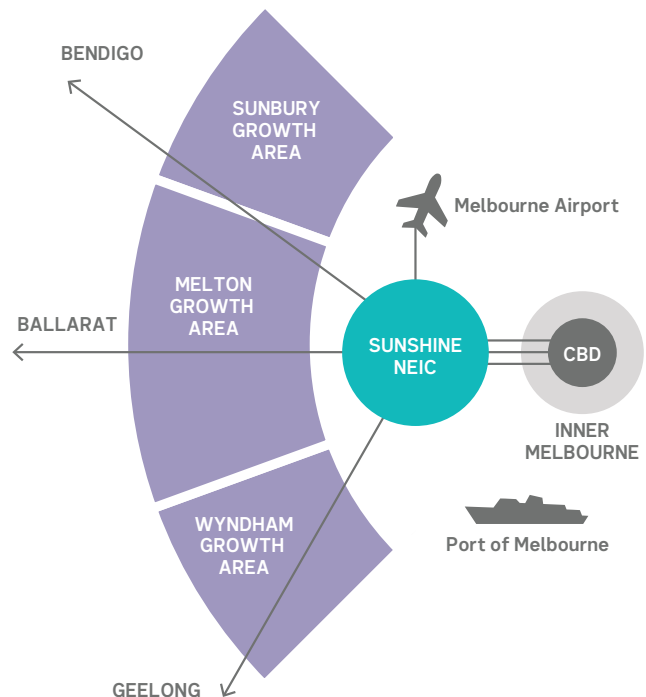 BENDIGO
SUNBURY
GROWTH
AREA
Melbourne Airport
MELTON
GROWTH
AREA
BALLARAT
SUNSHINE
NEIC
CBD
INNER
MELBOURNE
WYNDHAM
GROWTH
AREA
Port of Melbourne
GEELONG